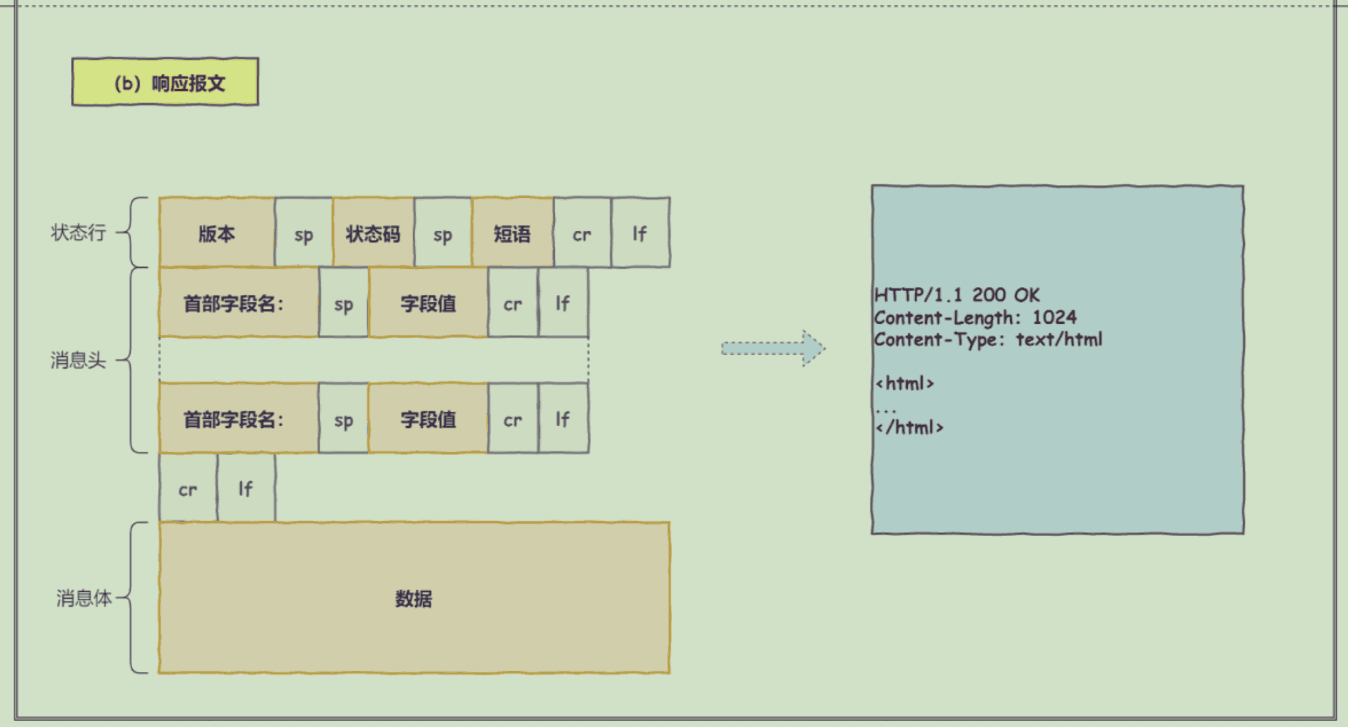 (b) 响应报文
状态行
版本 sp 状态码 sp 短语 cr lf
消息头
首部字段名: sp 字段值 cr lf
首部字段名: sp 字段值 cr lf
cr lf
消息体
数据
HTTP/1.1 200 OK
Content-Length: 1024
Content-Type: text/html
<html>
...
</html>